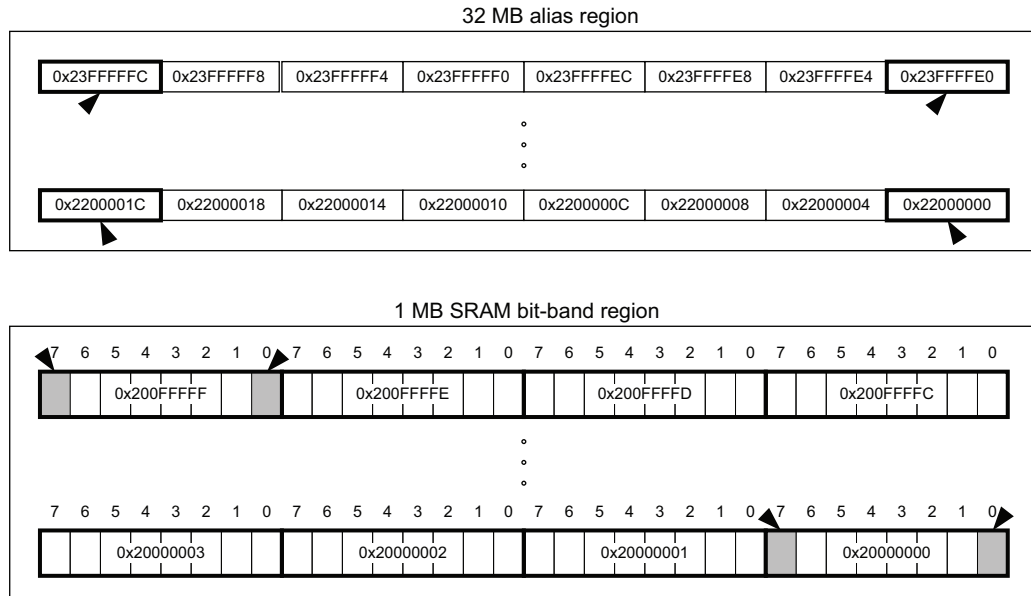 32 MB alias region
0x23FFFFFC 0x23FFFFF8 0x23FFFFF4 0x23FFFFF0 0x23FFFFEC 0x23FFFFE8 0x23FFFFE4 0x23FFFFE0
0x2200001C 0x22000018 0x22000014 0x22000010 0x2200000C 0x22000008 0x22000004 0x22000000
1 MB SRAM bit-band region
7 6 5 4 3 2 1 0 7 6 5 4 3 2 1 0 7 6 5 4 3 2 1 0 7 6 5 4 3 2 1 0
0x200FFFFF 0x200FFFFE 0x200FFFFD 0x200FFFFC
7 6 5 4 3 2 1 0 7 6 5 4 3 2 1 0 7 6 5 4 3 2 1 0 7 6 5 4 3 2 1 0
0x20000003 0x20000002 0x20000001 0x20000000